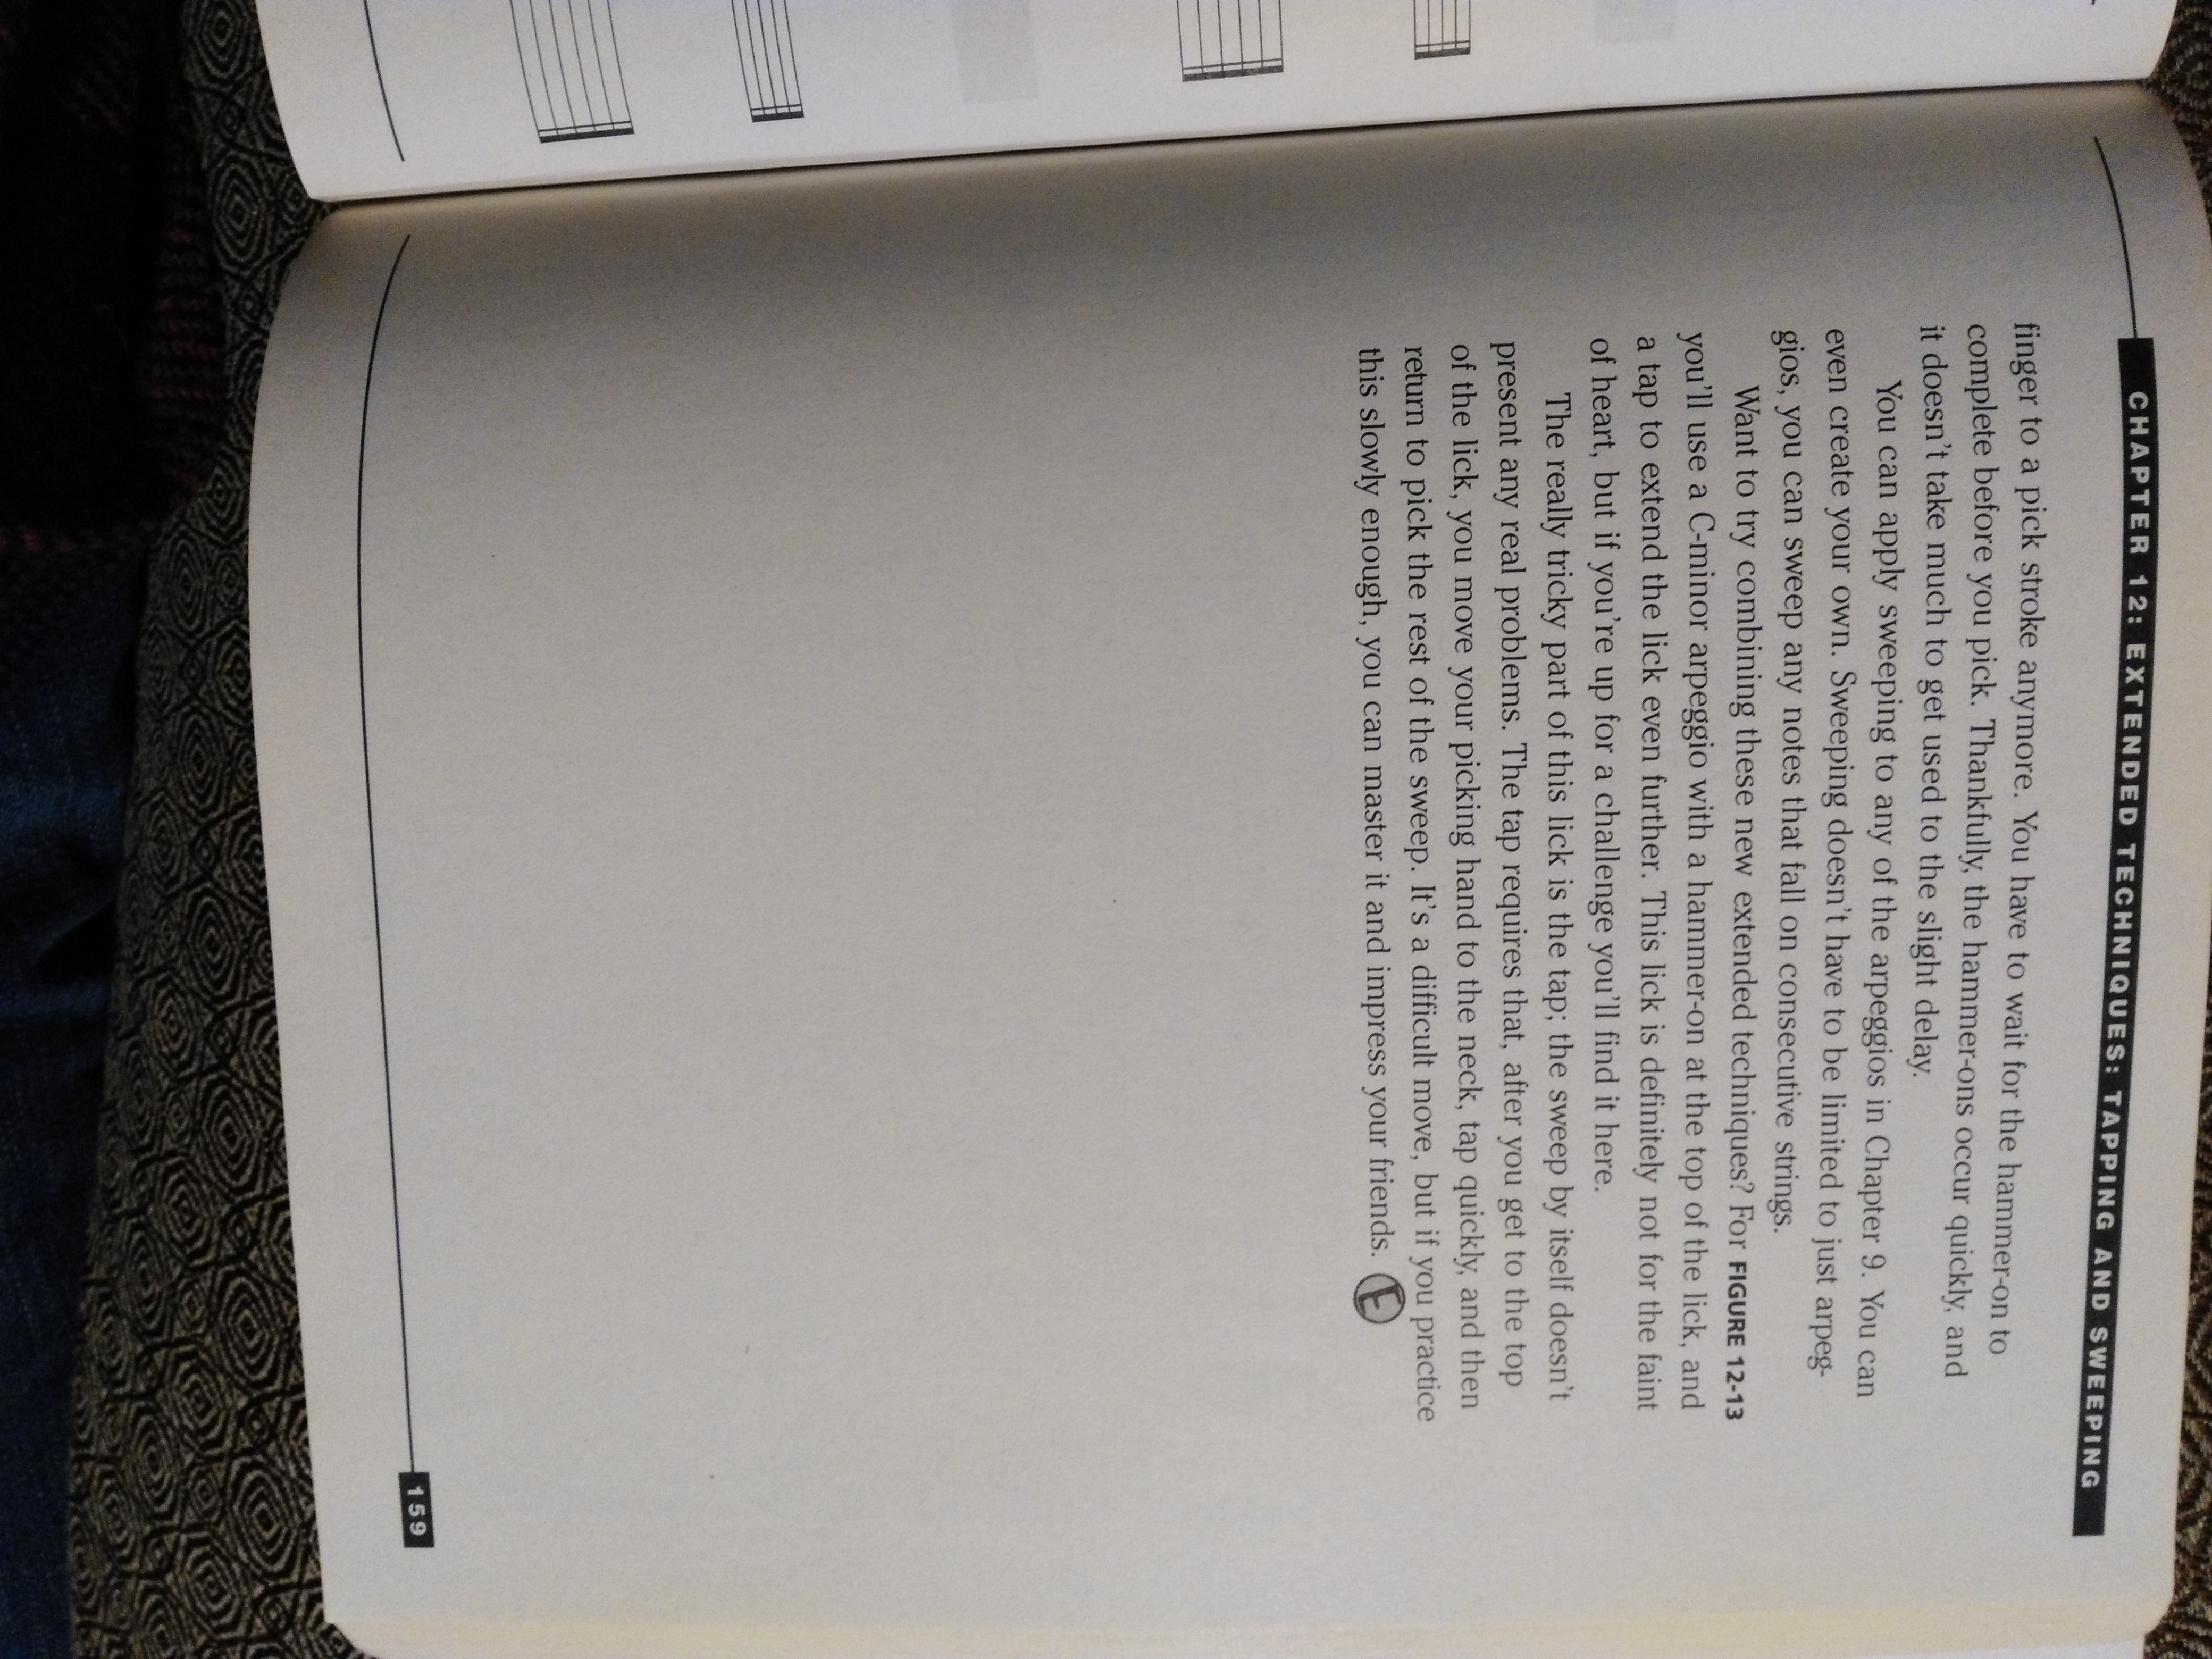 CHAPTER 12: EXTENDED TECHNIQUES: TAPPING AND SWEEPING
finger to a pick stroke anymore. You have to wait for the hammer-on to
complete before you pick. Thankfully, the hammer-ons occur quickly, and
it doesn't take much to get used to the slight delay.
You can apply sweeping to any of the arpeggios in Chapter 9. You can
even create your own. Sweeping doesn't have to be limited to just arpeg-
gios, you can sweep any notes that fall on consecutive strings.
Want to try combining these new extended techniques? For FIGURE 12-13
you'll use a C-minor arpeggio with a hammer-on at the top of the lick, and
a tap to extend the lick even further. This lick is definitely not for the faint
of heart, but if you're up for a challenge you'll find it here.
The really tricky part of this lick is the tap; the sweep by itself doesn't
present any real problems. The tap requires that, after you get to the top
of the lick, you move your picking hand to the neck, tap quickly, and then
return to pick the rest of the sweep. It's a difficult move, but if you practice
this slowly enough, you can master it and impress your friends. E
159